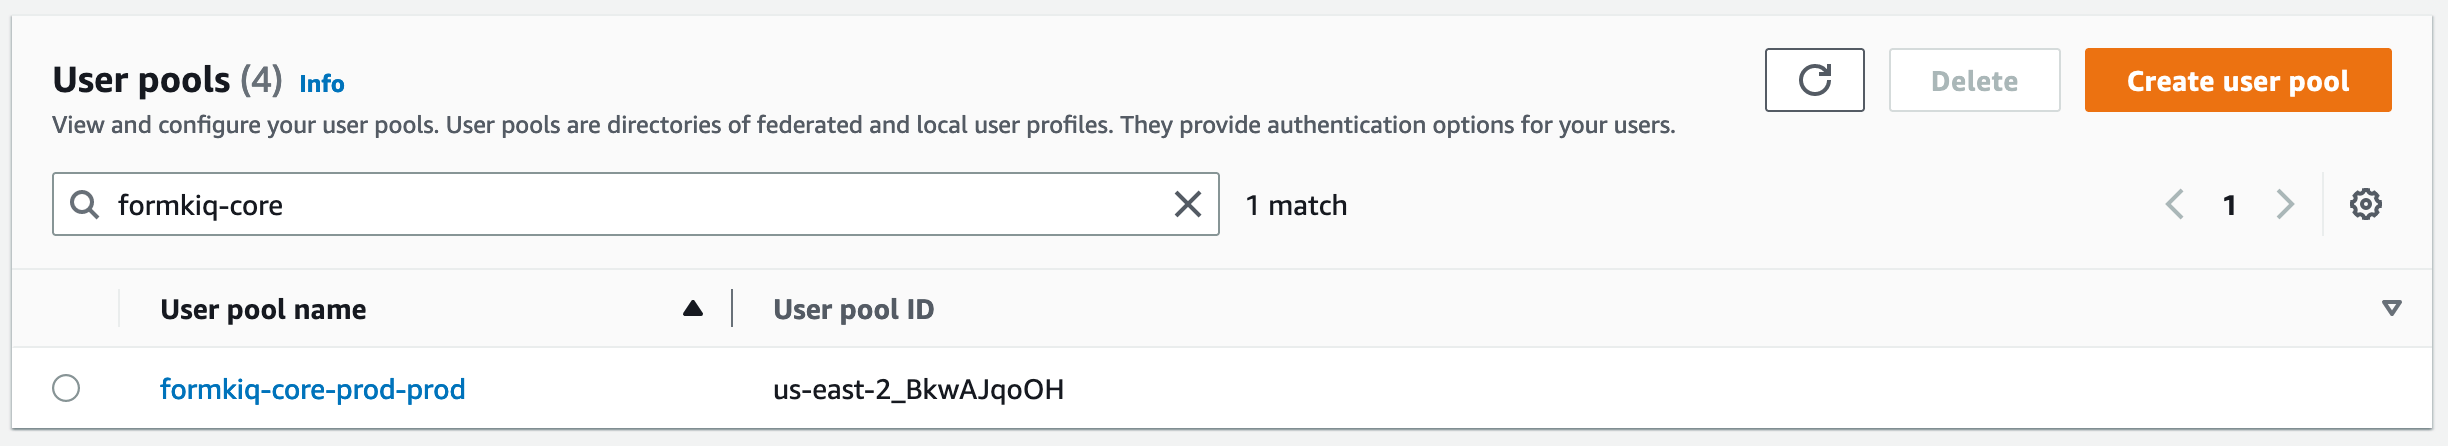 User pools (4) Info
Delete
Create user pool
View and configure your user pools. User pools are directories of federated and local user profiles. They provide authentication options for your users.
formkiq-core
1 match
1
User pool name
User pool ID
formkiq-core-prod-prod
us-east-2_BkwAJqoOH